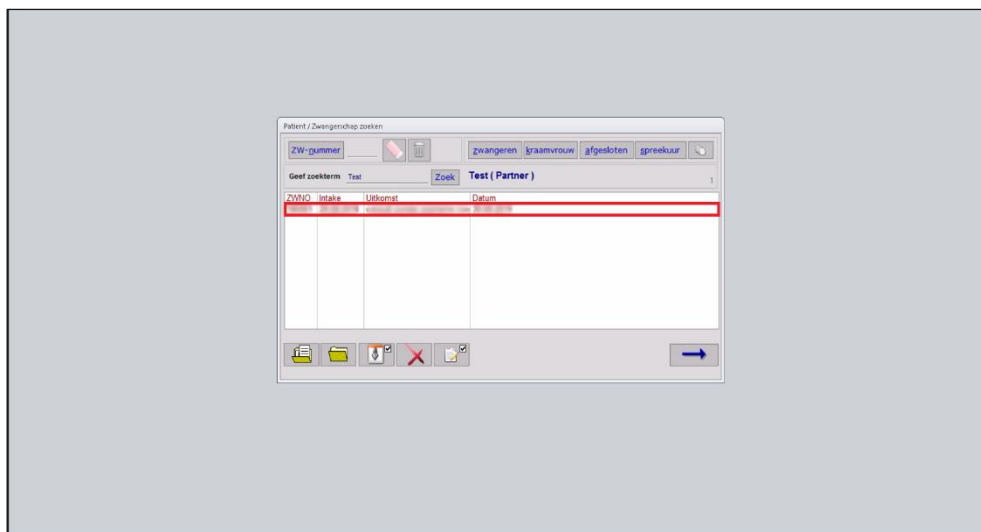 Patient / Zwangerschap zoeken
ZW-nummer zwangeren kraamvrouw afgesloten spreekuur
Geef zoekterm Test Zoek Test ( Partner ) 1
ZWNO Intake Uitkomst Datum